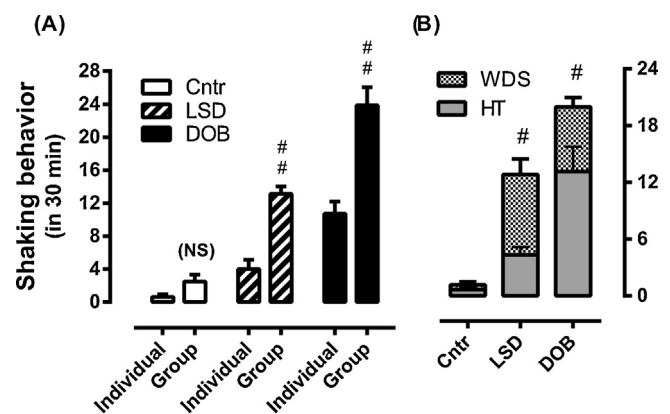 (A)
Shaking behavior
(in 30 min)
28
24
20
16
12
8
4
0
Cntr
LSD
DOB
(NS)
#
#
#
#
Individual
Group
Individual
Group
Individual
Group
(B)
WDS
HT
#
#
24
18
12
6
0
Cntr
LSD
DOB